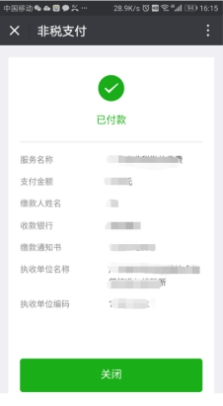 中国移动 28.9K/s 16:15
非税支付
已付款
服务名称
支付金额
缴款人姓名
收款银行
缴款通知书
执收单位名称
执收单位编码
关闭